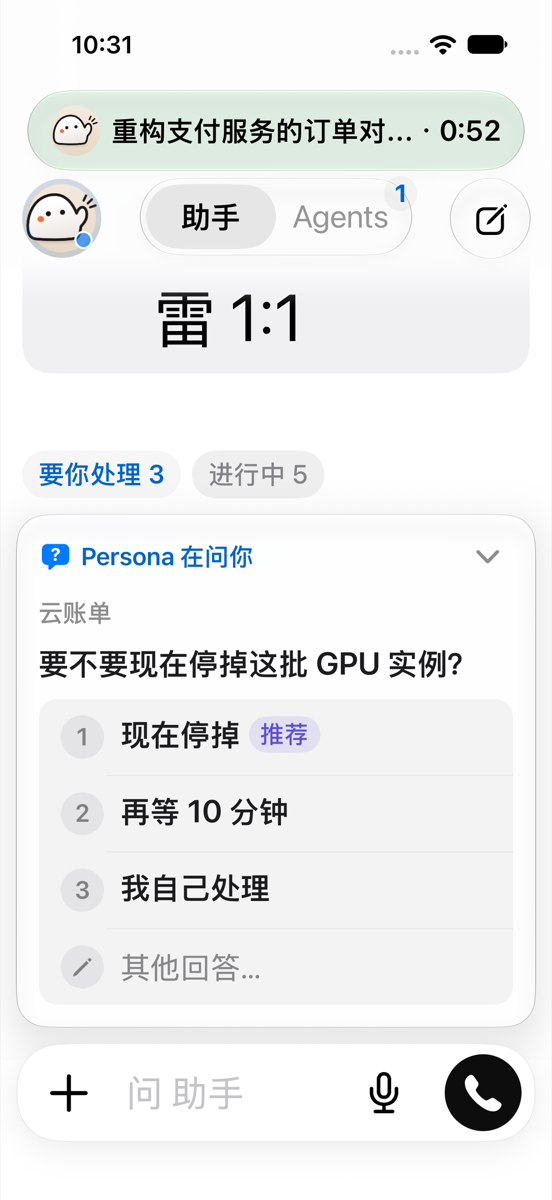 10:31
重构支付服务的订单对… · 0:52
助手
Agents
1
雷 1:1
要你处理 3
进行中 5
Persona 在问你
云账单
要不要现在停掉这批 GPU 实例?
1 现在停掉 推荐
2 再等 10 分钟
3 我自己处理
其他回答…
问 助手